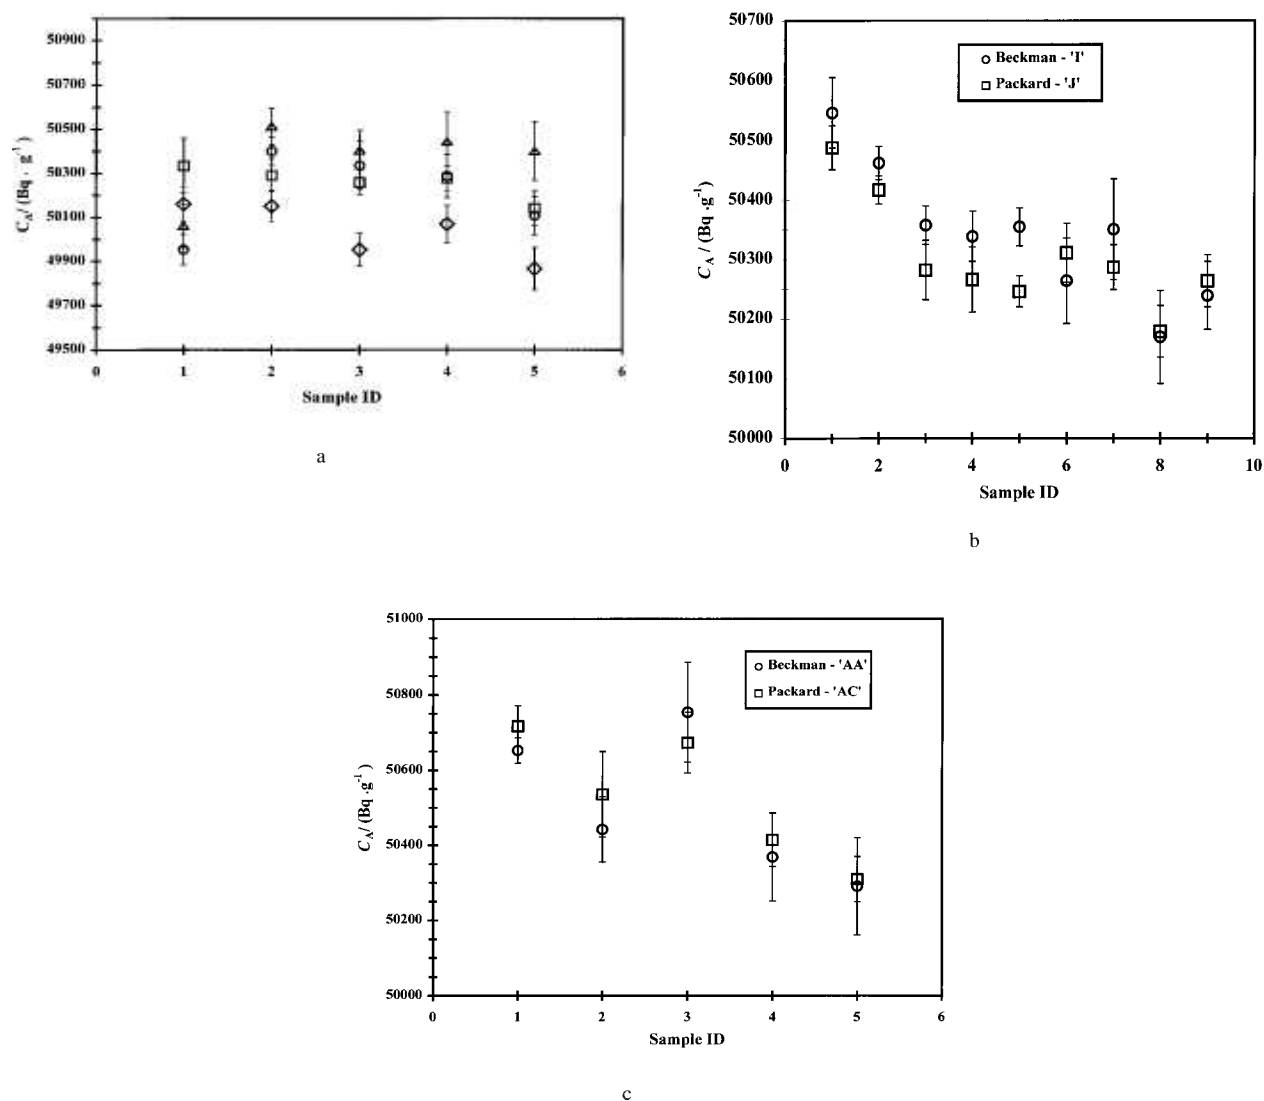 50900
50700
50500
50300
50100
49900
49700
49500
C_A / (Bq · g⁻¹)
0 1 2 3 4 5 6
Sample ID
a
50700
50600
50500
50400
50300
50200
50100
50000
C_A / (Bq ·g⁻¹)
Beckman - 'I'
Packard - 'J'
0 2 4 6 8 10
Sample ID
b
51000
50800
50600
50400
50200
50000
C_A/ (Bq ·g⁻¹ )
Beckman - 'AA'
Packard - 'AC'
0 1 2 3 4 5 6
Sample ID
c